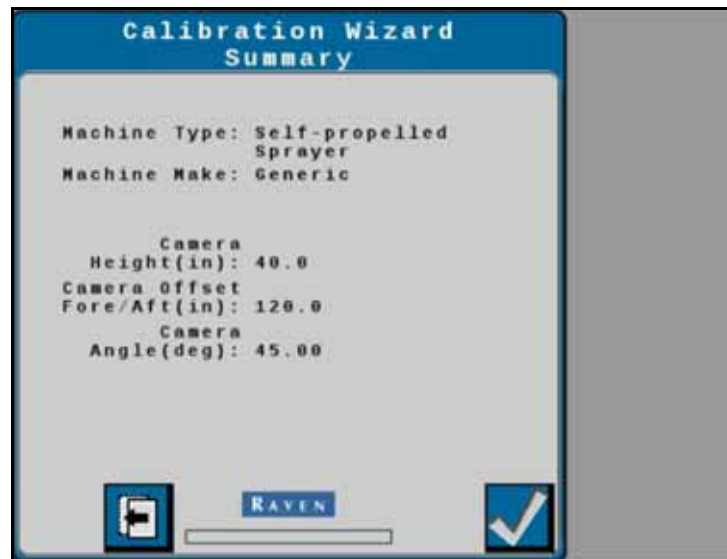 Calibration Wizard
Summary
Machine Type: Self-propelled
Sprayer
Machine Make: Generic
Camera
Height(in): 40.0
Camera Offset
Fore/Aft(in): 120.0
Camera
Angle(deg): 45.00
RAVEN